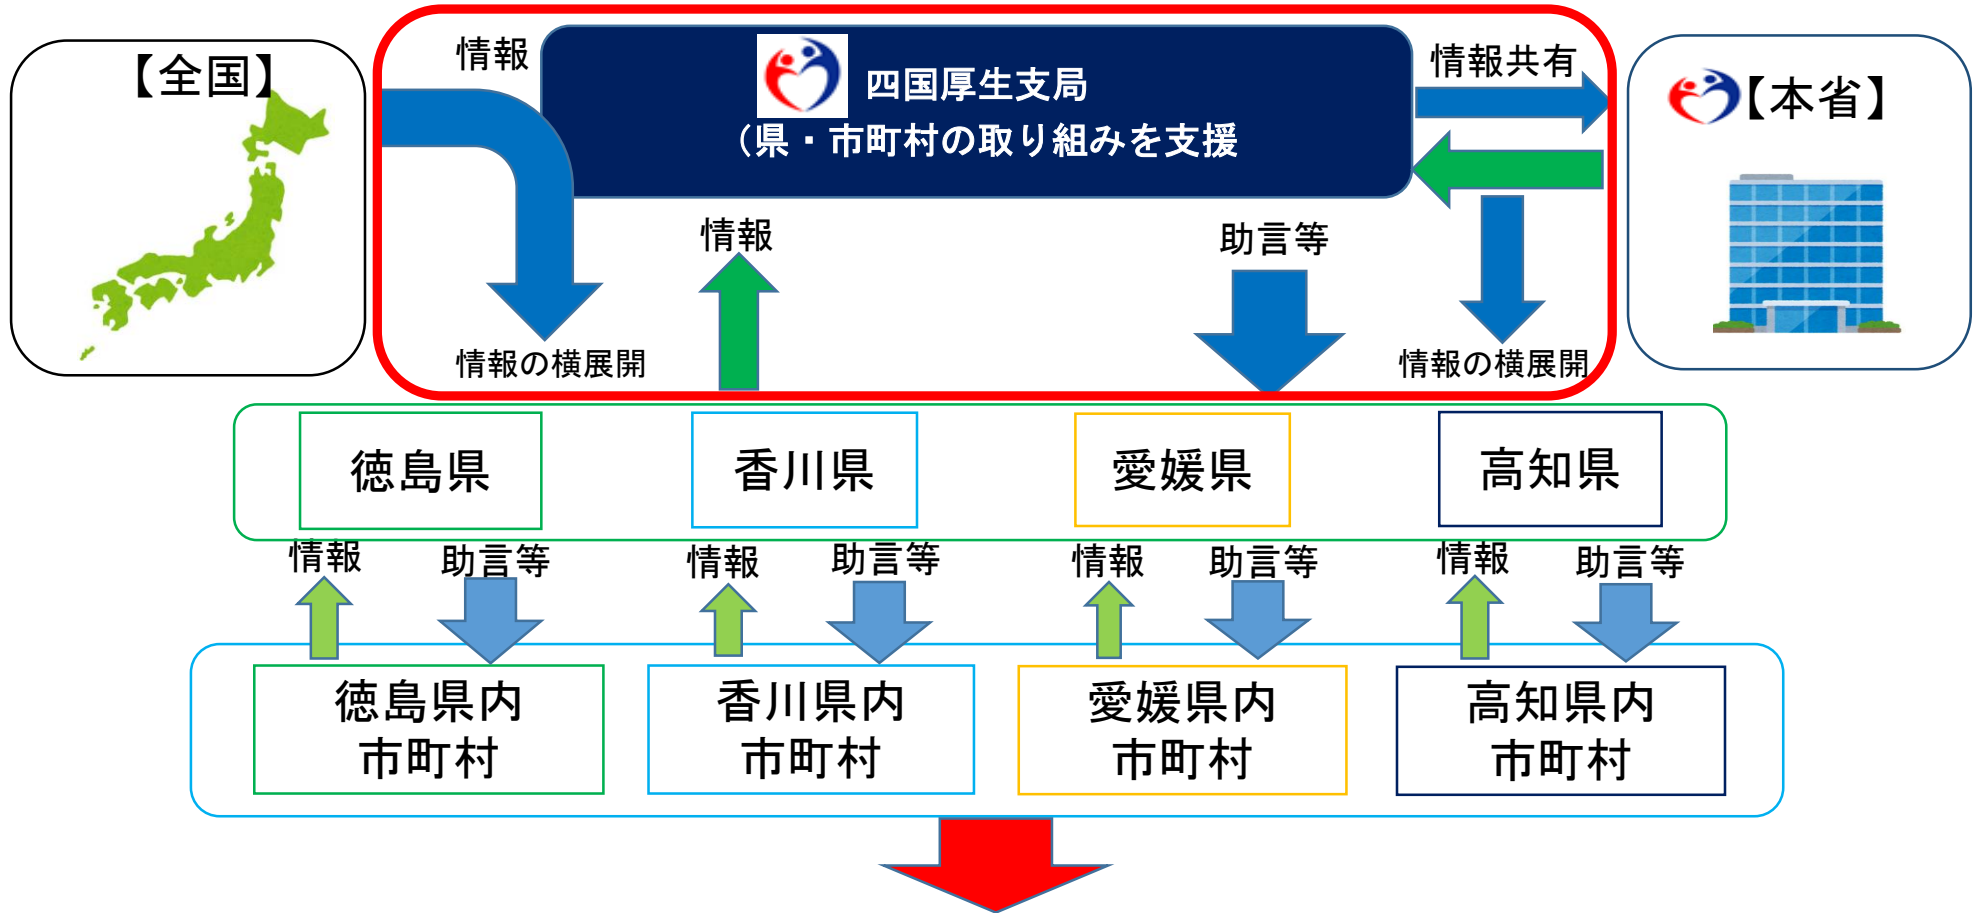 【全国】
情報
四国厚生支局
(県・市町村の取り組みを支援
情報共有
【本省】
情報
助言等
情報の横展開
情報の横展開
徳島県
香川県
愛媛県
高知県
情報
助言等
情報
助言等
情報
助言等
情報
助言等
徳島県内
市町村
香川県内
市町村
愛媛県内
市町村
高知県内
市町村